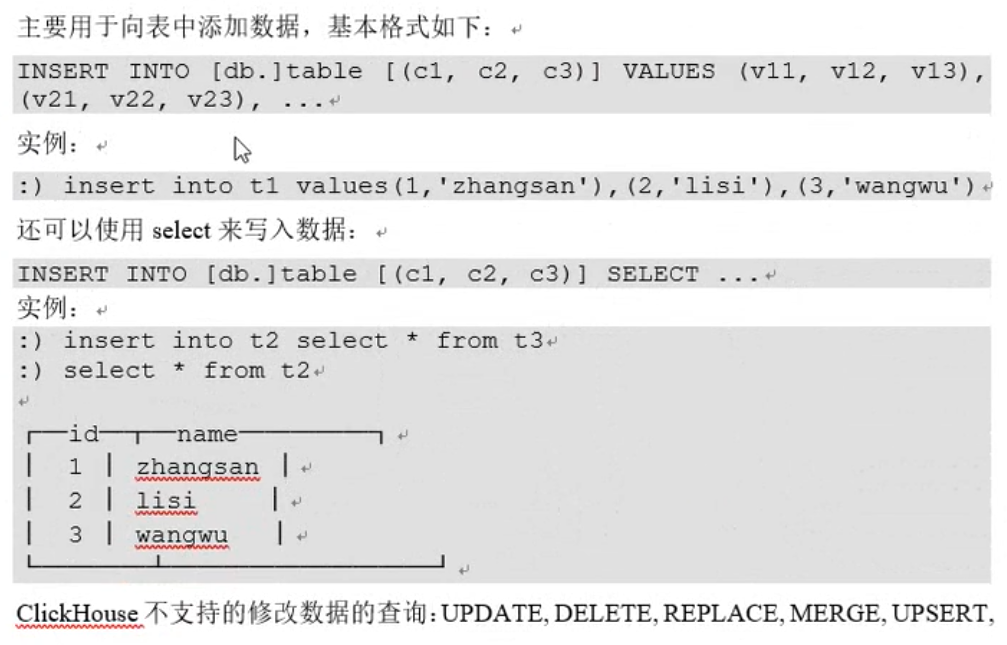 主要用于向表中添加数据，基本格式如下：
INSERT INTO [db.]table [(c1, c2, c3)] VALUES (v11, v12, v13),
(v21, v22, v23), ...
实例：
:) insert into t1 values(1,'zhangsan'),(2,'lisi'),(3,'wangwu')
还可以使用 select 来写入数据：
INSERT INTO [db.]table [(c1, c2, c3)] SELECT ...
实例：
:) insert into t2 select * from t3
:) select * from t2
┌──id──┬──name─────────┐
│ 1 │ zhangsan │
│ 2 │ lisi │
│ 3 │ wangwu │
└────────┴──────────────────┘
ClickHouse 不支持的修改数据的查询：UPDATE, DELETE, REPLACE, MERGE, UPSERT,